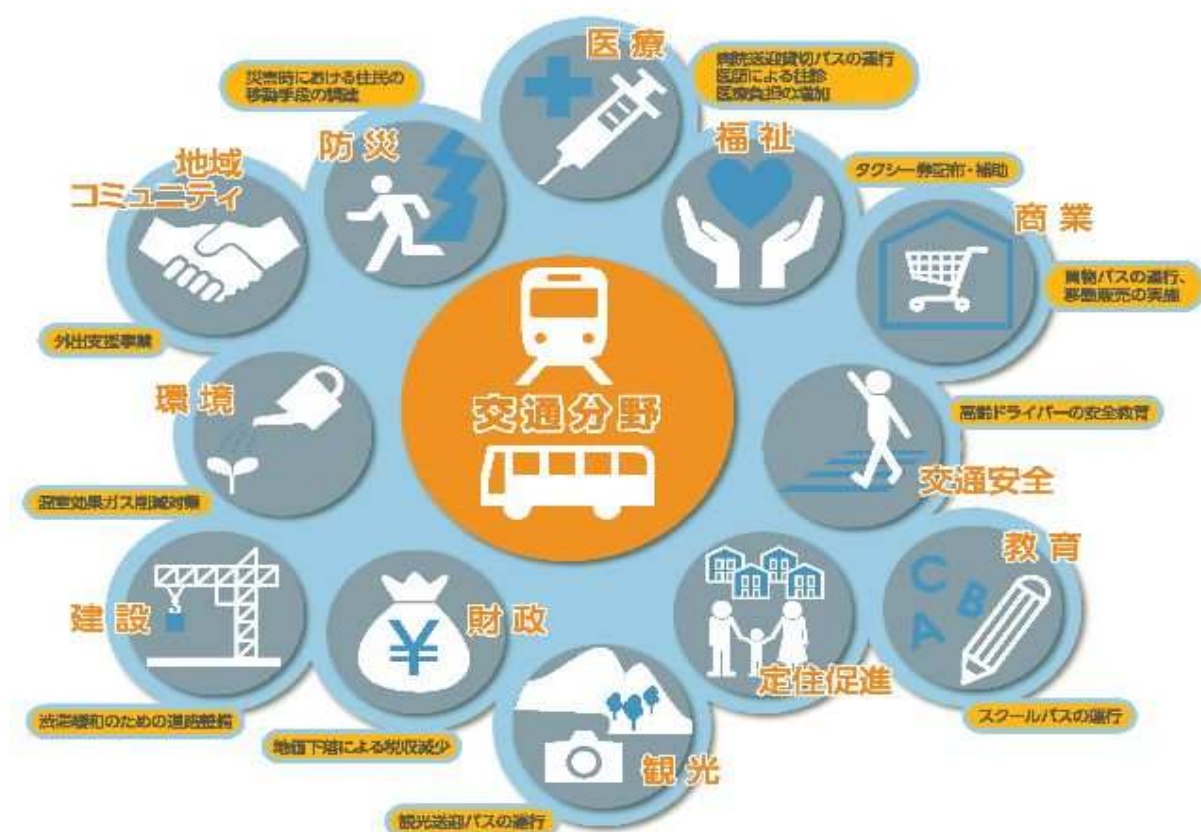 医療
病院送迎貸切バスの運行
医師による往診
医療負担の増加
災害時における住民の
移動手段の調達
防災
福祉
地域
コミュニティ
タクシー券配布・補助
商業
買物バスの運行、
移動販売の実施
外出支援事業
環境
交通分野
高齢ドライバーの安全教育
交通安全
温室効果ガス削減対策
教育
CBA
建設
財政
¥
定住促進
スクールバスの運行
渋滞緩和のための道路整備
地価下落による税収減少
観光
観光送迎バスの運行